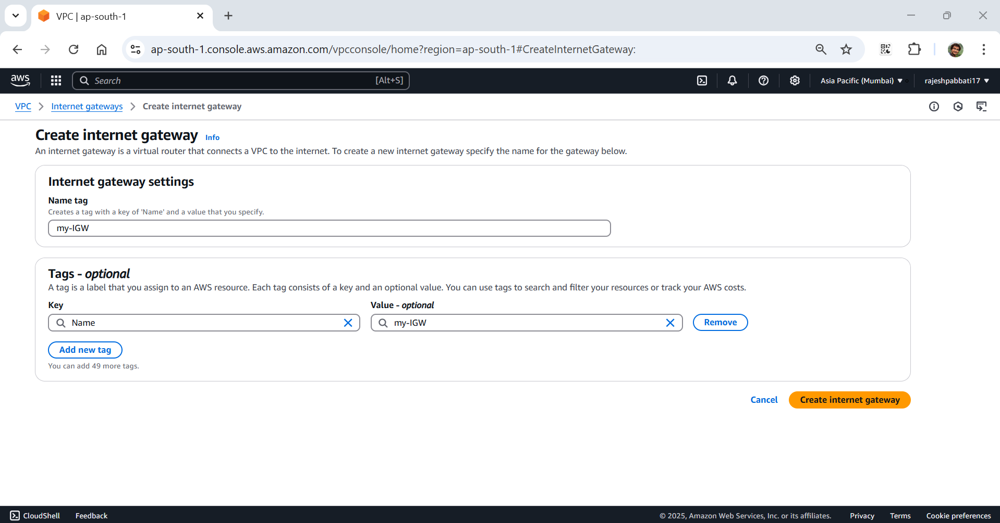 VPC | ap-south-1
ap-south-1.console.aws.amazon.com/vpcconsole/home?region=ap-south-1#CreateInternetGateway:
aws
Search [Alt+S]
Asia Pacific (Mumbai)
rajeshpabbati17
VPC > Internet gateways > Create internet gateway
Create internet gateway Info
An internet gateway is a virtual router that connects a VPC to the internet. To create a new internet gateway specify the name for the gateway below.
Internet gateway settings
Name tag
Creates a tag with a key of 'Name' and a value that you specify.
my-IGW
Tags - optional
A tag is a label that you assign to an AWS resource. Each tag consists of a key and an optional value. You can use tags to search and filter your resources or track your AWS costs.
Key Value - optional
Name my-IGW Remove
Add new tag
You can add 49 more tags.
Cancel Create internet gateway
CloudShell Feedback © 2025, Amazon Web Services, Inc. or its affiliates. Privacy Terms Cookie preferences